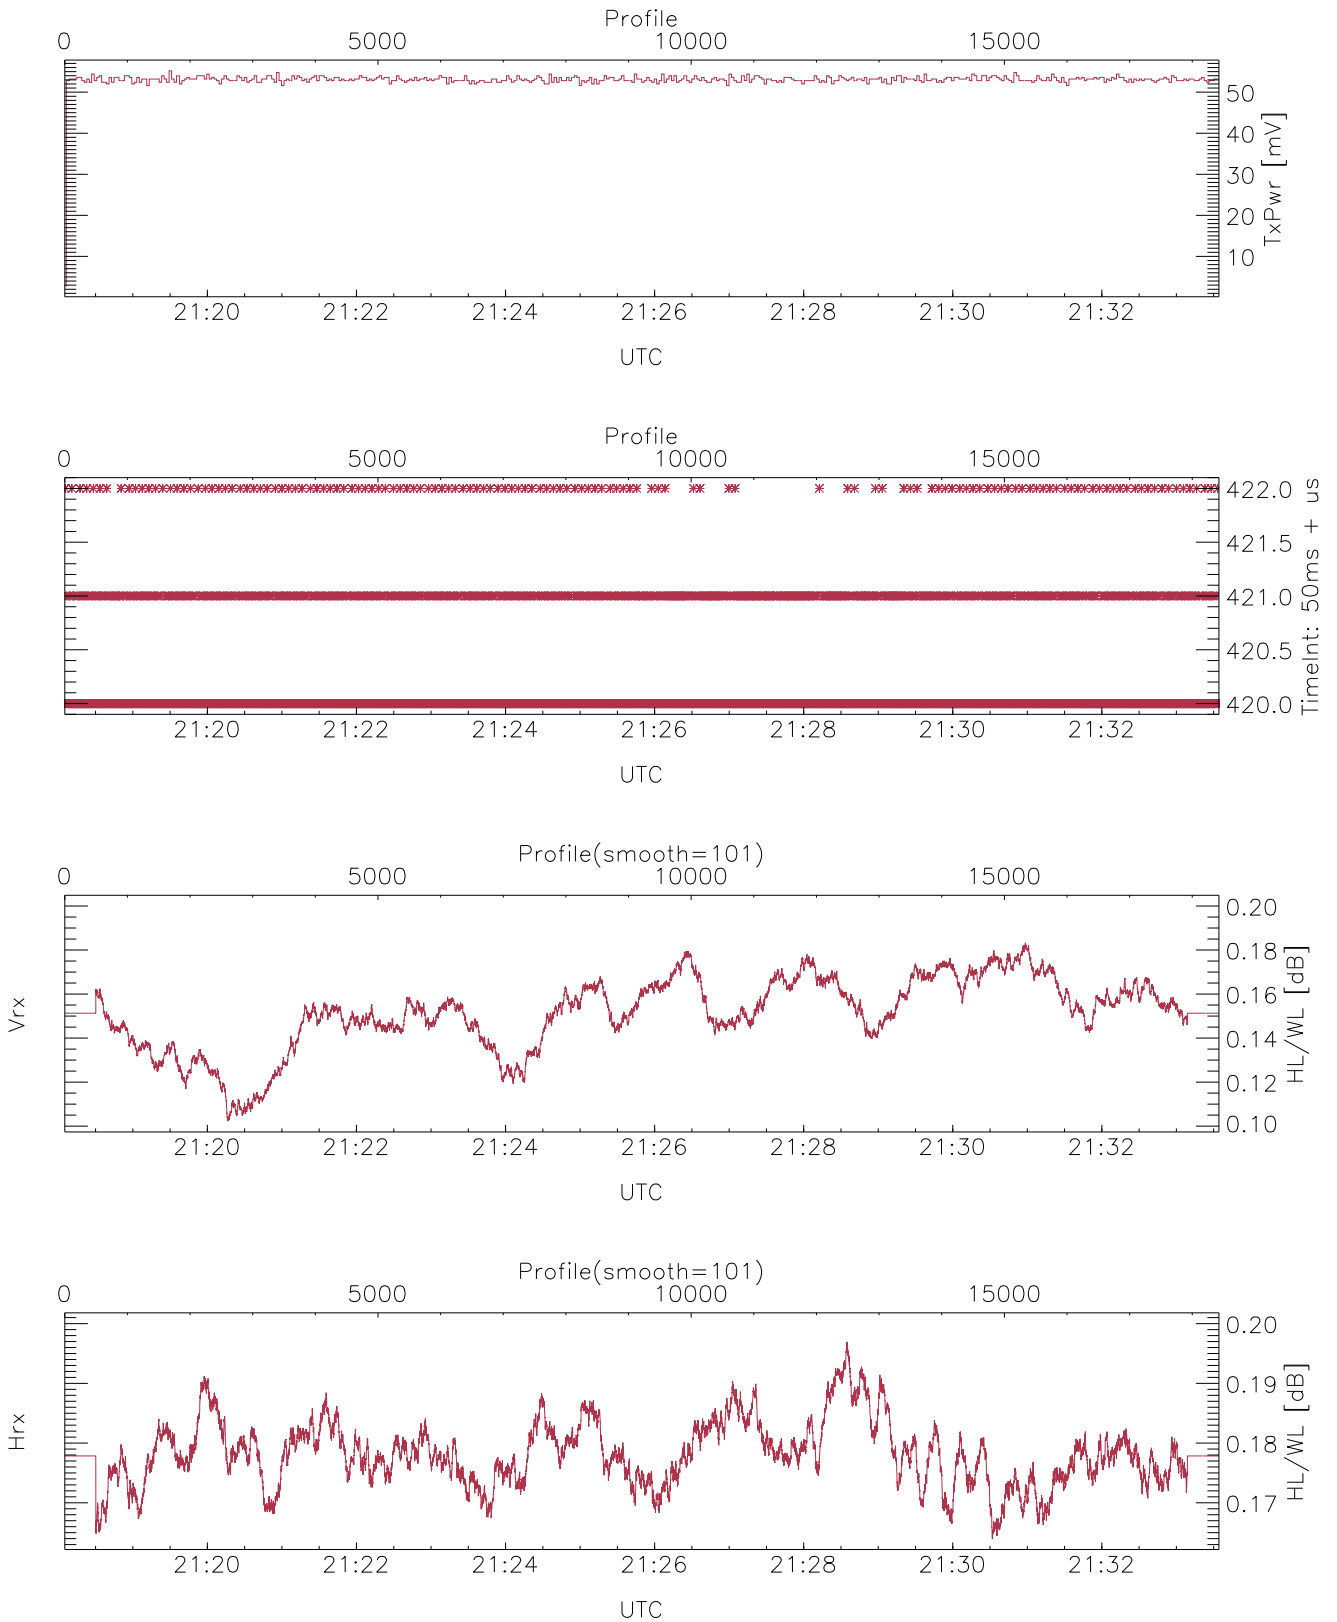 Profile
0 5000 10000 15000
50
40
30
20
10
TxPwr [mV]
21:20 21:22 21:24 21:26 21:28 21:30 21:32
UTC
Profile
0 5000 10000 15000
422.0
421.5
421.0
420.5
420.0
TimeInt: 50ms + us
21:20 21:22 21:24 21:26 21:28 21:30 21:32
UTC
Profile(smooth=101)
0 5000 10000 15000
Vrx
0.20
0.18
0.16
0.14
0.12
0.10
HL/WL [dB]
21:20 21:22 21:24 21:26 21:28 21:30 21:32
UTC
Profile(smooth=101)
0 5000 10000 15000
Hrx
0.20
0.19
0.18
0.17
HL/WL [dB]
21:20 21:22 21:24 21:26 21:28 21:30 21:32
UTC